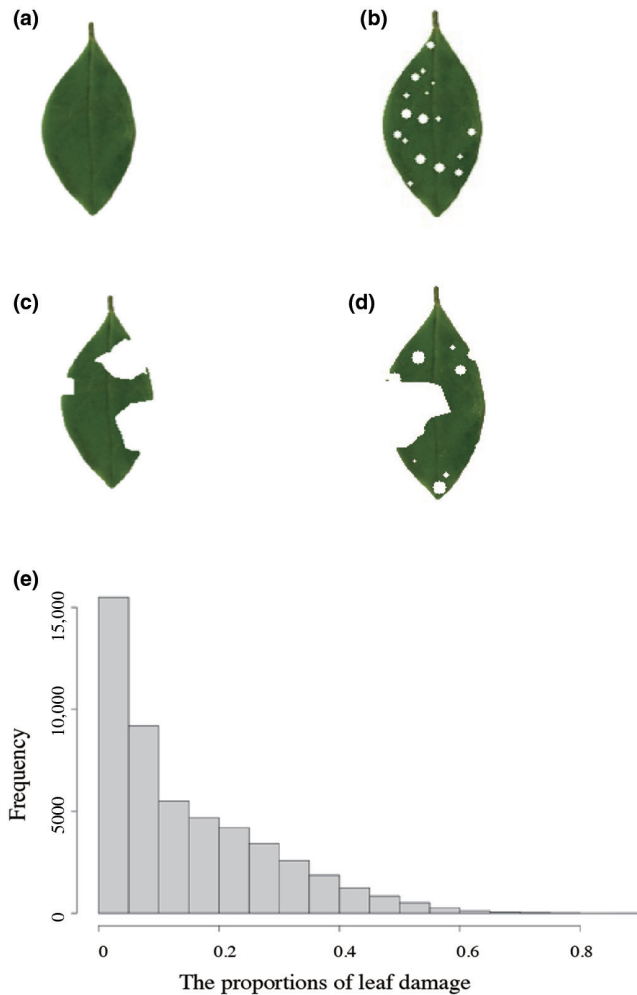 (a)
(b)
(c)
(d)
(e)
15,000
10,000
5000
0
Frequency
0
0.2
0.4
0.6
0.8
The proportions of leaf damage